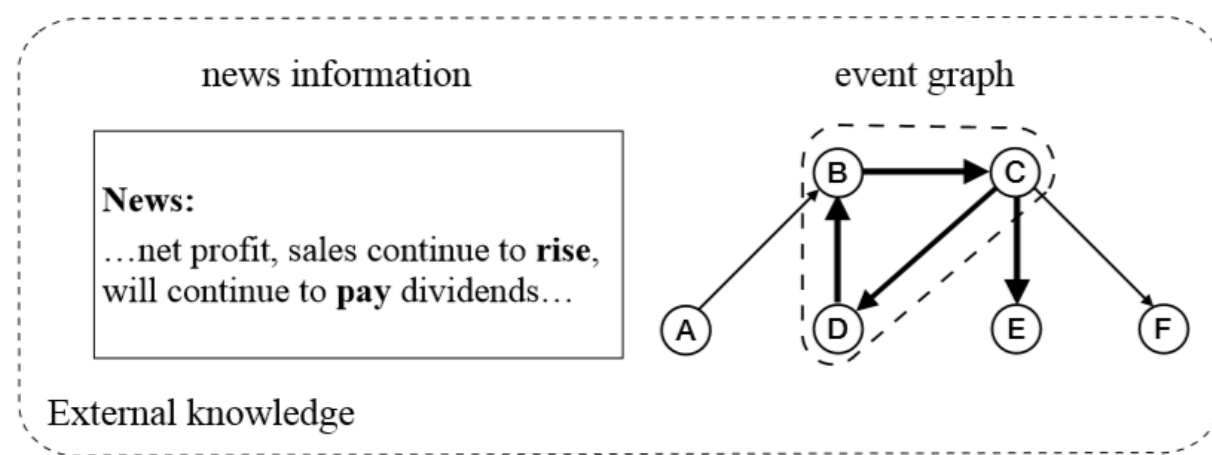 news information
event graph
News:
…net profit, sales continue to rise,
will continue to pay dividends…
B
C
A
D
E
F
External knowledge